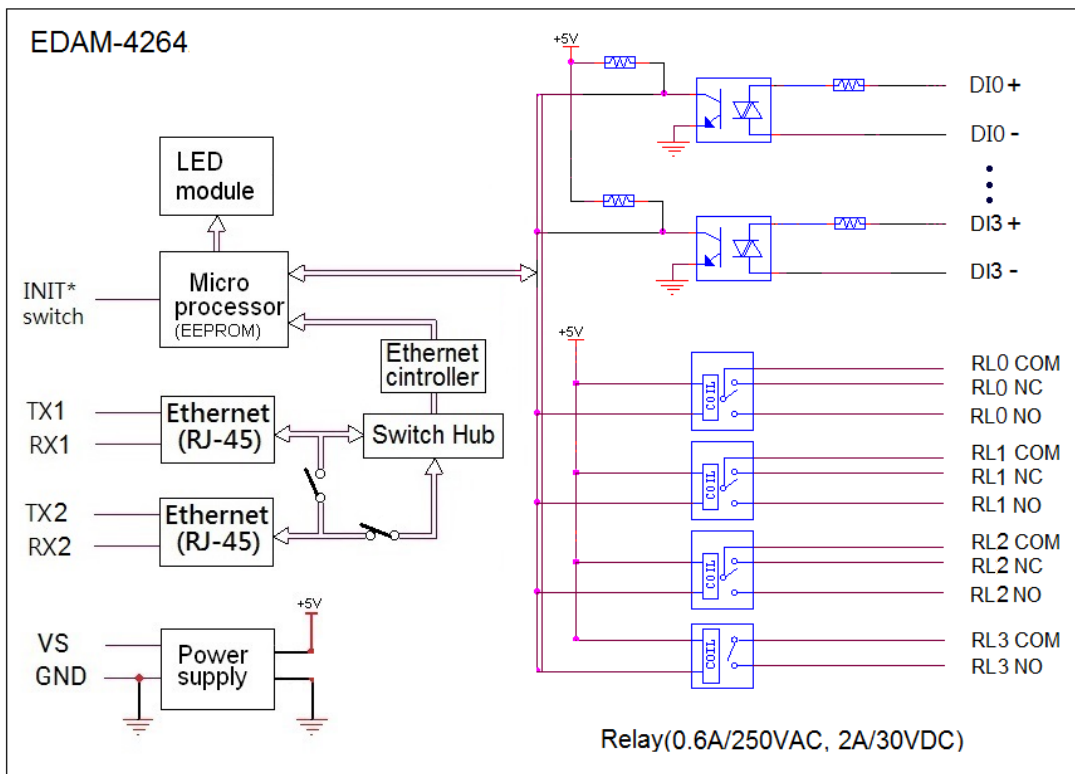 EDAM-4264
+5V
DI0 +
DI0 -
DI3 +
DI3 -
LED
module
INIT*
switch
Micro
processor
(EEPROM)
Ethernet
cintroller
Switch Hub
TX1
RX1
Ethernet
(RJ-45)
TX2
RX2
Ethernet
(RJ-45)
VS
GND
Power
supply
+5V
+5V
COIL
RL0 COM
RL0 NC
RL0 NO
COIL
RL1 COM
RL1 NC
RL1 NO
COIL
RL2 COM
RL2 NC
RL2 NO
COIL
RL3 COM
RL3 NO
Relay(0.6A/250VAC, 2A/30VDC)